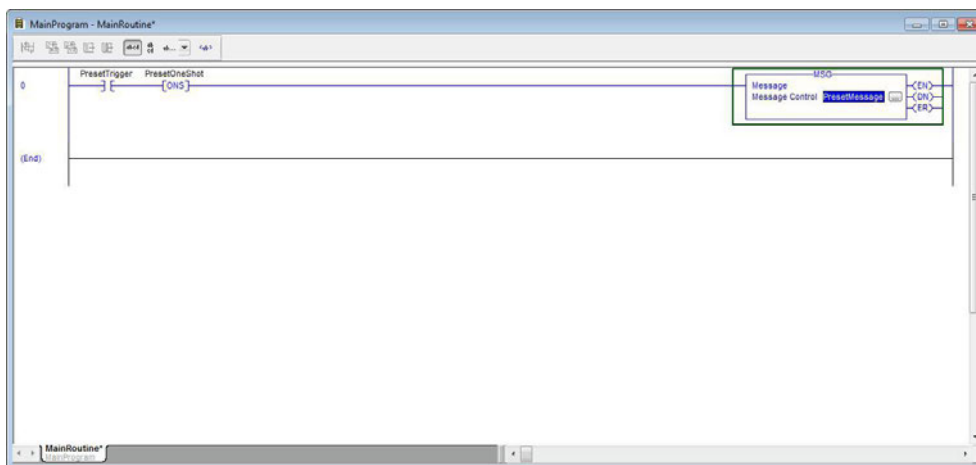 MainProgram - MainRoutine*
PresetTrigger
PresetOneShot
MSG
0
ONS
Message
Message Control PresetMessage ...
EN
DN
ER
(End)
MainRoutine*
MainProgram